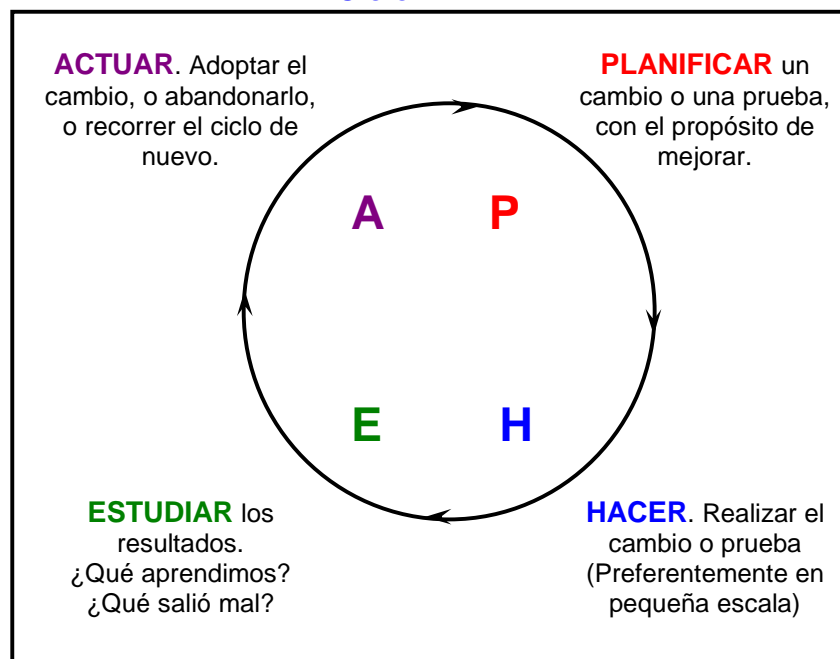 ACTUAR. Adoptar el
cambio, o abandonarlo,
o recorrer el ciclo de
nuevo.
PLANIFICAR un
cambio o una prueba,
con el propósito de
mejorar.
A
P
E
H
ESTUDIAR los
resultados.
¿Qué aprendimos?
¿Qué salió mal?
HACER. Realizar el
cambio o prueba
(Preferentemente en
pequeña escala)